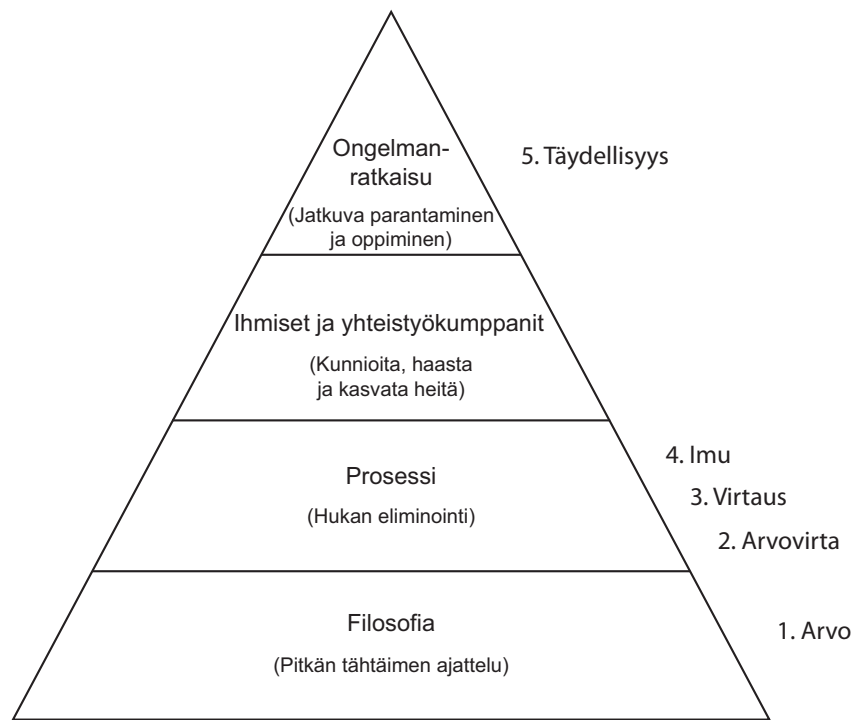 Ongelman-
ratkaisu
(Jatkuva parantaminen
ja oppiminen)
5. Täydellisyys
Ihmiset ja yhteistyökumppanit
(Kunnioita, haasta
ja kasvata heitä)
4. Imu
Prosessi
3. Virtaus
(Hukan eliminointi)
2. Arvovirta
Filosofia
1. Arvo
(Pitkän tähtäimen ajattelu)